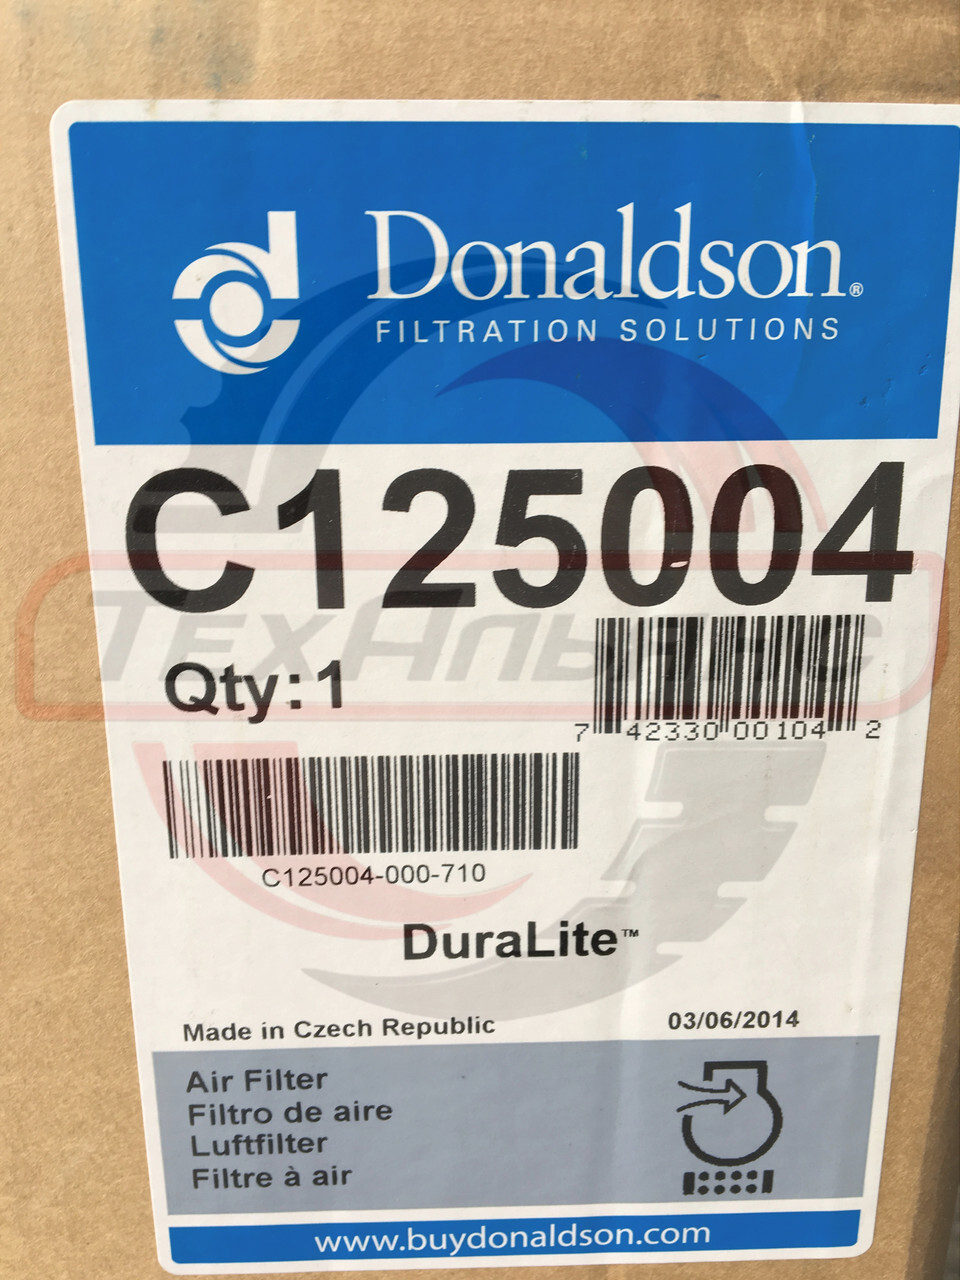 Donaldson®
FILTRATION SOLUTIONS
C125004
ТехАльянс
Qty: 1
7 42330 00104 2
C125004-000-710
DuraLite™
Made in Czech Republic
03/06/2014
Air Filter
Filtro de aire
Luftfilter
Filtre à air
www.buydonaldson.com